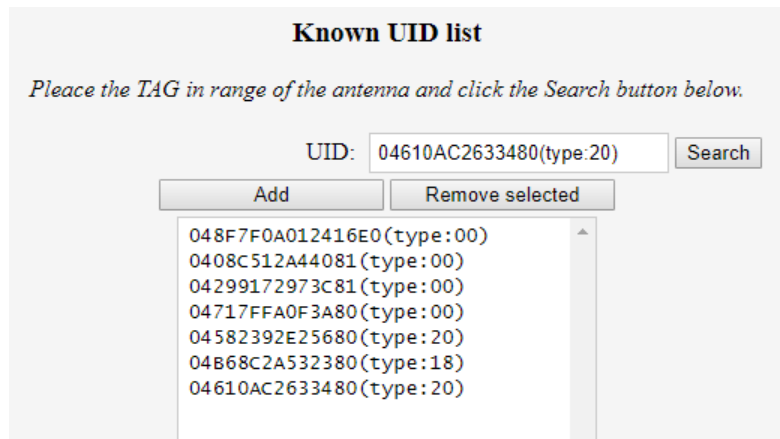 Known UID list
Pleace the TAG in range of the antenna and click the Search button below.
UID: 04610AC2633480(type:20) Search
Add Remove selected
048F7F0A012416E0(type:00)
0408C512A44081(type:00)
04299172973C81(type:00)
04717FFA0F3A80(type:00)
04582392E25680(type:20)
04B68C2A532380(type:18)
04610AC2633480(type:20)